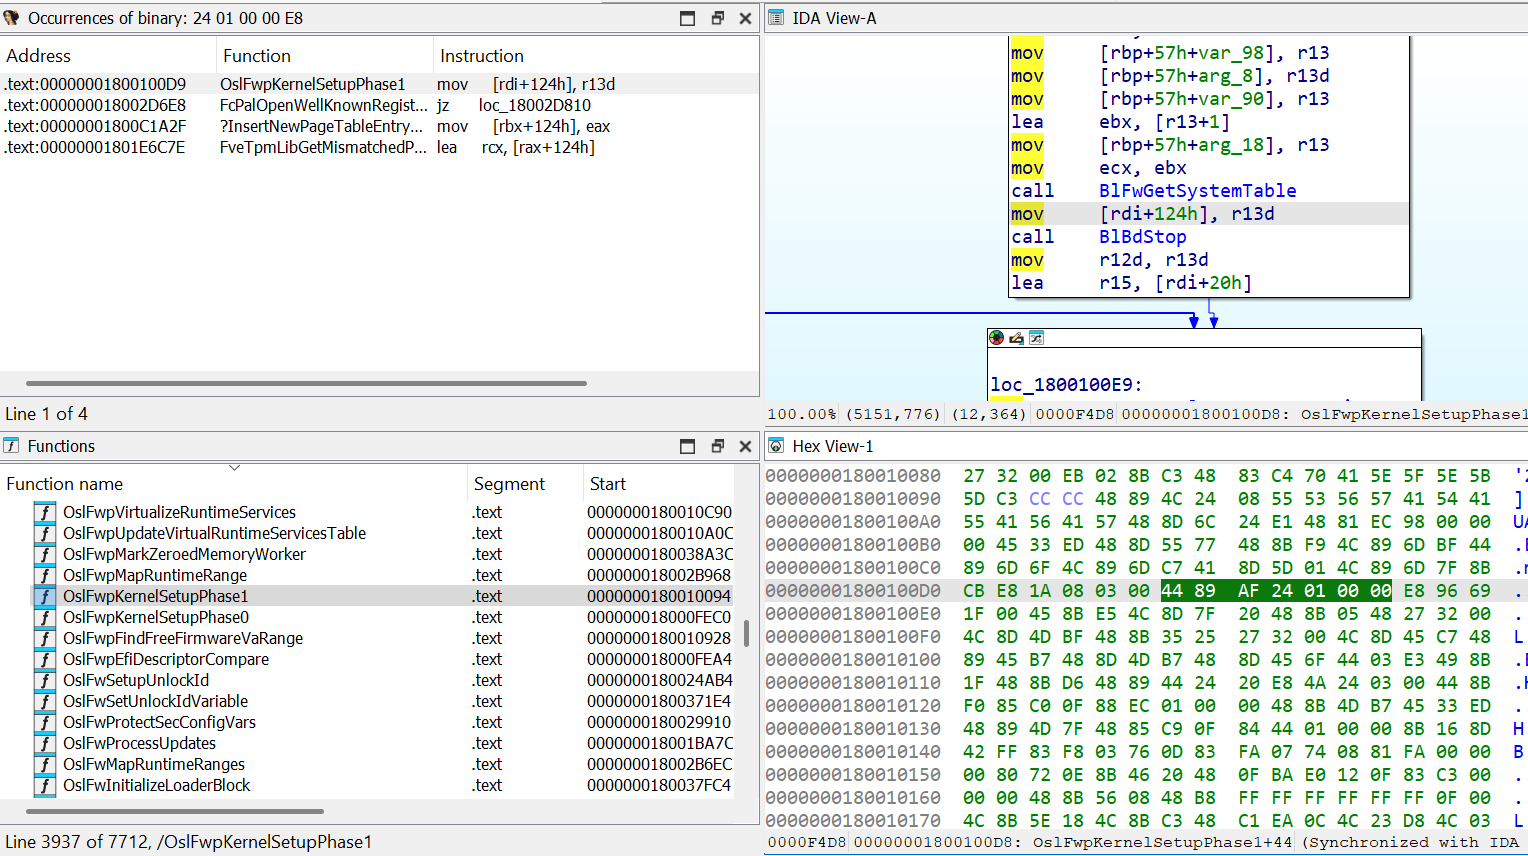 Occurrences of binary: 24 01 00 00 E8
Address Function Instruction
.text:00000001800100D9 OslFwpKernelSetupPhase1 mov [rdi+124h], r13d
.text:000000018002D6E8 FcPalOpenWellKnownRegist... jz loc_18002D810
.text:00000001800C1A2F ?InsertNewPageTableEntry... mov [rbx+124h], eax
.text:00000001801E6C7E FveTpmLibGetMismatchedP... lea rcx, [rax+124h]
Line 1 of 4
IDA View-A
mov [rbp+57h+var_98], r13
mov [rbp+57h+arg_8], r13d
mov [rbp+57h+var_90], r13
lea ebx, [r13+1]
mov [rbp+57h+arg_18], r13
mov ecx, ebx
call BlFwGetSystemTable
mov [rdi+124h], r13d
call BlBdStop
mov r12d, r13d
lea r15, [rdi+20h]
loc_1800100E9:
100.00% (5151,776) (12,364) 0000F4D8 00000001800100D8: OslFwpKernelSetupPhase1
Functions
Function name Segment Start
OslFwpVirtualizeRuntimeServices .text 0000000180010C90
OslFwpUpdateVirtualRuntimeServicesTable .text 0000000180010A0C
OslFwpMarkZeroedMemoryWorker .text 0000000180038A3C
OslFwpMapRuntimeRange .text 000000018002B968
OslFwpKernelSetupPhase1 .text 0000000180010094
OslFwpKernelSetupPhase0 .text 000000018000FEC0
OslFwpFindFreeFirmwareVaRange .text 0000000180010928
OslFwpEfiDescriptorCompare .text 000000018000FEA4
OslFwSetupUnlockId .text 0000000180024AB4
OslFwSetUnlockIdVariable .text 00000001800371E4
OslFwProtectSecConfigVars .text 0000000180029910
OslFwProcessUpdates .text 000000018001BA7C
OslFwMapRuntimeRanges .text 000000018002B6EC
OslFwInitializeLoaderBlock .text 0000000180037FC4
Line 3937 of 7712, /OslFwpKernelSetupPhase1
Hex View-1
0000000180010080 27 32 00 EB 02 8B C3 48 83 C4 70 41 5E 5F 5E 5B '2
0000000180010090 5D C3 CC CC 48 89 4C 24 08 55 53 56 57 41 54 41 ]
00000001800100A0 55 41 56 41 57 48 8D 6C 24 E1 48 81 EC 98 00 00 UA
00000001800100B0 00 45 33 ED 48 8D 55 77 48 8B F9 4C 89 6D BF 44 .E
00000001800100C0 89 6D 6F 4C 89 6D C7 41 8D 5D 01 4C 89 6D 7F 8B .
00000001800100D0 CB E8 1A 08 03 00 44 89 AF 24 01 00 00 E8 96 69 . .
00000001800100E0 1F 00 45 8B E5 4C 8D 7F 20 48 8B 05 48 27 32 00 . .
00000001800100F0 4C 8D 4D BF 48 8B 35 25 27 32 00 4C 8D 45 C7 48 L
0000000180010100 89 45 B7 48 8D 4D B7 48 8D 45 6F 44 03 E3 49 8B .E
0000000180010110 1F 48 8B D6 48 89 44 24 20 E8 4A 24 03 00 44 8B .H
0000000180010120 F0 85 C0 0F 88 EC 01 00 00 48 8B 4D B7 45 33 ED . .
0000000180010130 48 89 4D 7F 48 85 C9 0F 84 44 01 00 00 8B 16 8D H
0000000180010140 42 FF 83 F8 03 76 0D 83 FA 07 74 08 81 FA 00 00 B
0000000180010150 00 80 72 0E 8B 46 20 48 0F BA E0 12 0F 83 C3 00 . .
0000000180010160 00 00 48 8B 56 08 48 B8 FF FF FF FF FF FF 0F 00 . .
0000000180010170 4C 8B 5E 18 4C 8B C3 48 C1 EA 0C 4C 23 D8 4C 03 L
0000F4D8 00000001800100D8: OslFwpKernelSetupPhase1+44 (Synchronized with IDA